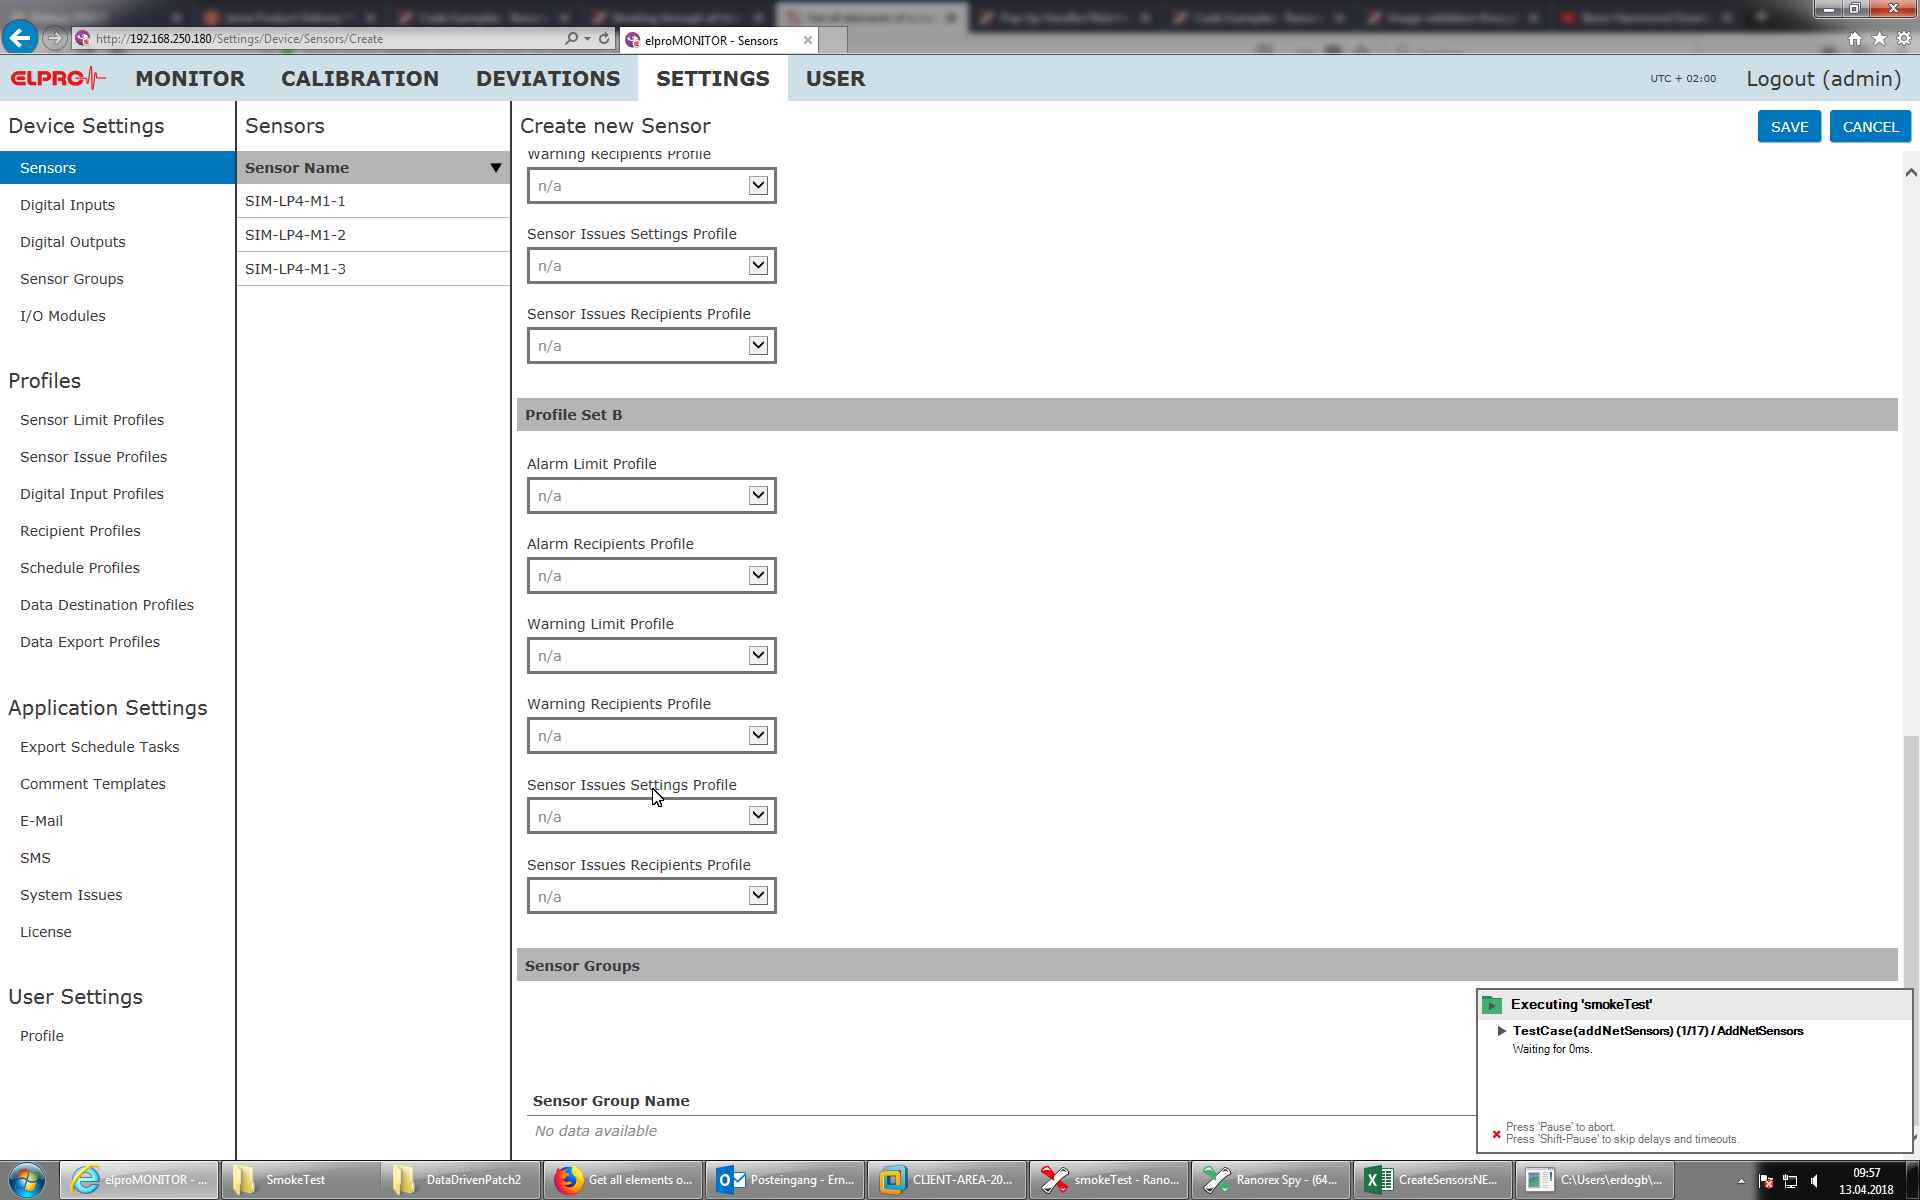 http://192.168.250.180/Settings/Device/Sensors/Create
elproMONITOR - Sensors
ELPRO MONITOR CALIBRATION DEVIATIONS SETTINGS USER
UTC + 02:00 Logout (admin)
Device Settings
Sensors
Digital Inputs
Digital Outputs
Sensor Groups
I/O Modules
Profiles
Sensor Limit Profiles
Sensor Issue Profiles
Digital Input Profiles
Recipient Profiles
Schedule Profiles
Data Destination Profiles
Data Export Profiles
Application Settings
Export Schedule Tasks
Comment Templates
E-Mail
SMS
System Issues
License
User Settings
Profile
Sensors
Sensor Name
SIM-LP4-M1-1
SIM-LP4-M1-2
SIM-LP4-M1-3
Create new Sensor
SAVE CANCEL
Warning Recipients Profile
n/a
Sensor Issues Settings Profile
n/a
Sensor Issues Recipients Profile
n/a
Profile Set B
Alarm Limit Profile
n/a
Alarm Recipients Profile
n/a
Warning Limit Profile
n/a
Warning Recipients Profile
n/a
Sensor Issues Settings Profile
n/a
Sensor Issues Recipients Profile
n/a
Sensor Groups
Sensor Group Name
No data available
Executing 'smokeTest'
TestCase(addNetSensors) (1/17) / AddNetSensors
Waiting for 0ms.
Press 'Pause' to abort.
Press 'Shift-Pause' to skip delays and timeouts.
elproMONITOR - ...
SmokeTest
DataDrivenPatch2
Get all elements o...
Posteingang - Ern...
CLIENT-AREA-20...
smokeTest - Rano...
Ranorex Spy - (64...
CreateSensorsNE...
C:\Users\erdogb\...
09:57
13.04.2018